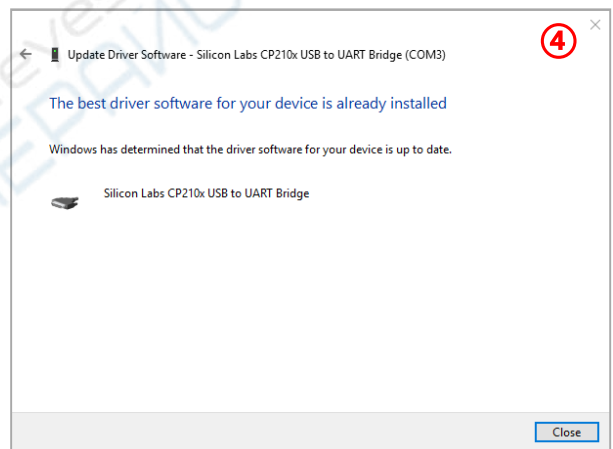 ④
← Update Driver Software - Silicon Labs CP210x USB to UART Bridge (COM3)
The best driver software for your device is already installed
Windows has determined that the driver software for your device is up to date.
Silicon Labs CP210x USB to UART Bridge
Close